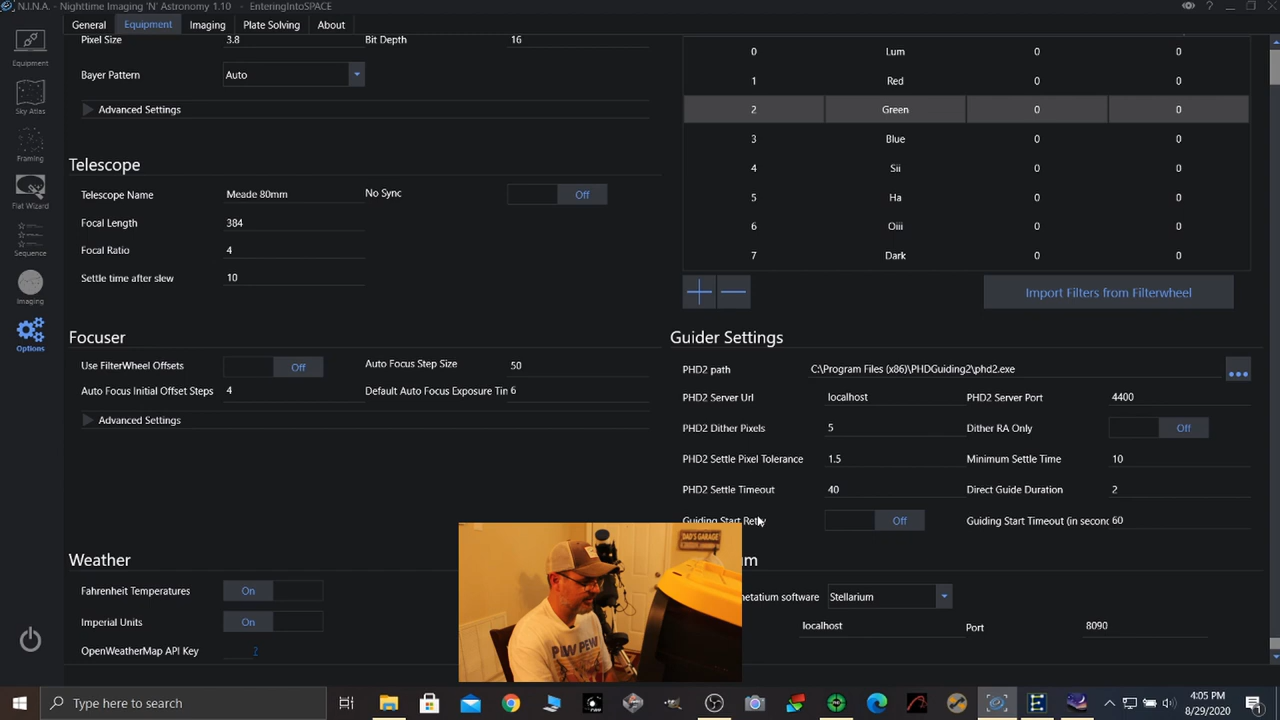 N.I.N.A. - Nighttime Imaging 'N' Astronomy 1.10 - EnteringIntoSPACE
General Equipment Imaging Plate Solving About
Equipment
Sky Atlas
Framing
Flat Wizard
Sequence
Imaging
Options
Pixel Size 3.8 Bit Depth 16
Bayer Pattern Auto
Advanced Settings
Telescope
Telescope Name Meade 80mm No Sync Off
Focal Length 384
Focal Ratio 4
Settle time after slew 10
Focuser
Use FilterWheel Offsets Off Auto Focus Step Size 50
Auto Focus Initial Offset Steps 4 Default Auto Focus Exposure Tim 6
Advanced Settings
Weather
Fahrenheit Temperatures On
Imperial Units On
OpenWeatherMap API Key ?
0 Lum 0 0
1 Red 0 0
2 Green 0 0
3 Blue 0 0
4 Sii 0 0
5 Ha 0 0
6 Oiii 0 0
7 Dark 0 0
Import Filters from Filterwheel
Guider Settings
PHD2 path C:\Program Files (x86)\PHDGuiding2\phd2.exe
PHD2 Server Url localhost PHD2 Server Port 4400
PHD2 Dither Pixels 5 Dither RA Only Off
PHD2 Settle Pixel Tolerance 1.5 Minimum Settle Time 10
PHD2 Settle Timeout 40 Direct Guide Duration 2
Guiding Start Retry Off Guiding Start Timeout (in second 60
um
netatium software Stellarium
localhost Port 8090
DAD'S GARAGE
PEW PEW
Type here to search
4:05 PM
8/29/2020